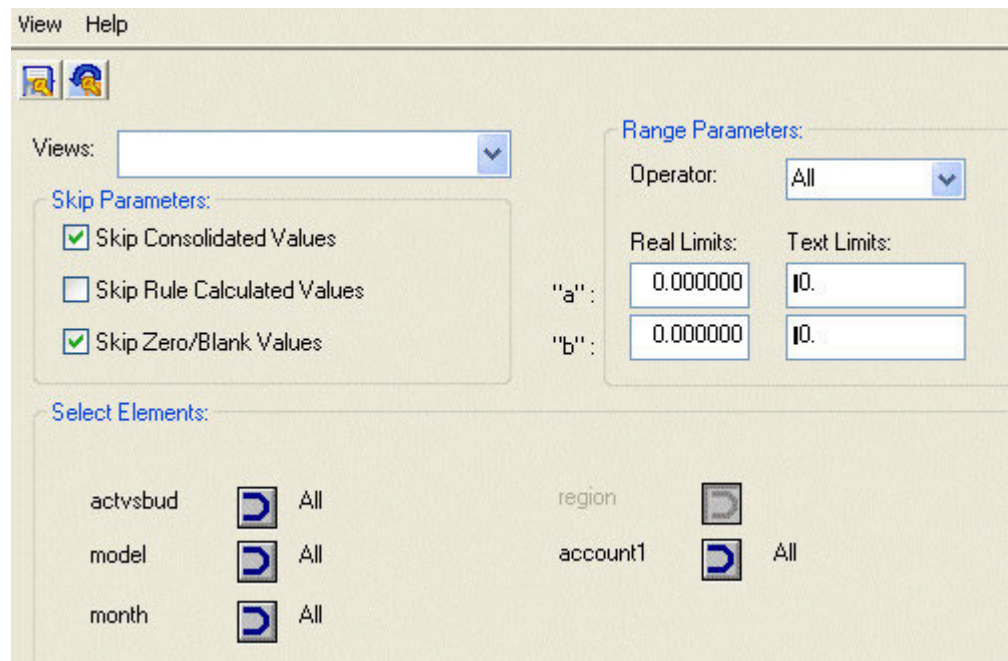 View Help
Views:
Skip Parameters:
Skip Consolidated Values
Skip Rule Calculated Values
Skip Zero/Blank Values
Range Parameters:
Operator: All
Real Limits: Text Limits:
"a" : 0.000000 0.
"b" : 0.000000 0.
Select Elements:
actvsbud All region
model All account1 All
month All